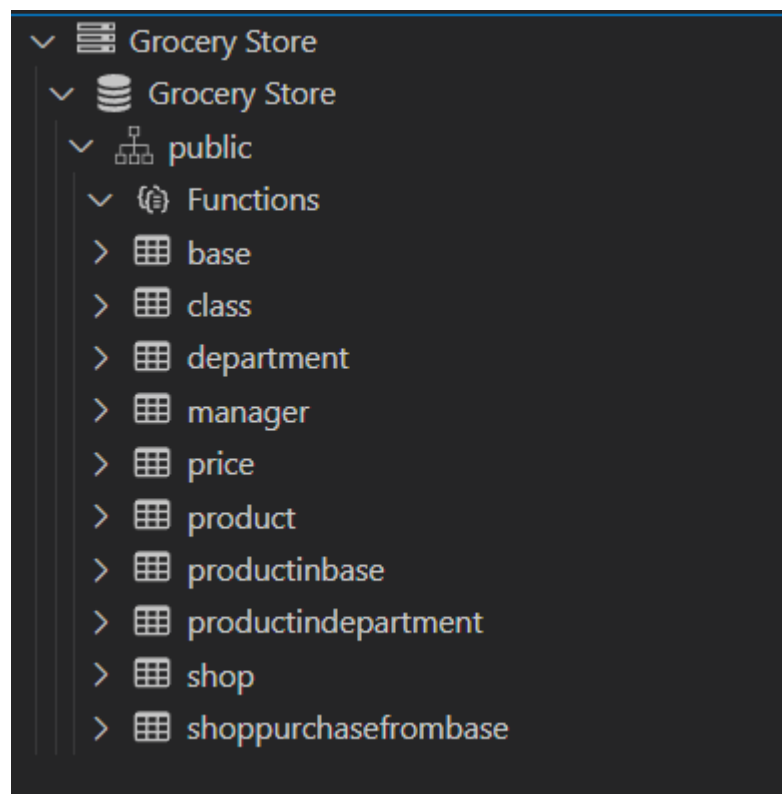 Grocery Store
Grocery Store
public
Functions
base
class
department
manager
price
product
productinbase
productindepartment
shop
shoppurchasefrombase